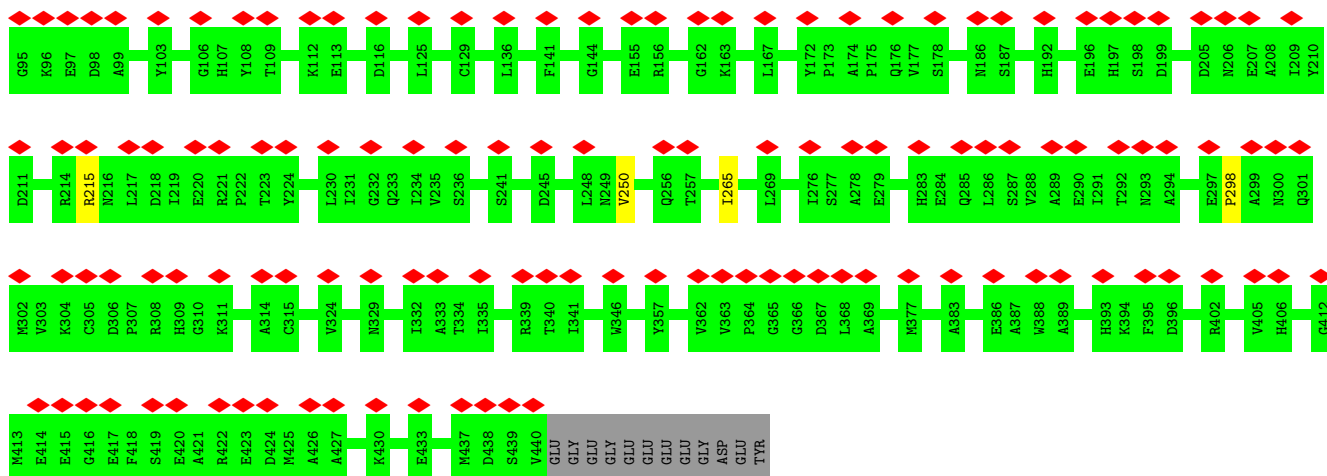 G95 K96 E97 D98 A99 Y103 G106 H107 Y108 T109 K112 E113 D116 L125 C129 L136 F141 G144 E155 R156 G162 K163 L167 Y172 P173 A174 P175 Q176 V177 S178 N186 S187 H192 E196 H197 S198 D199 D205 N206 E207 A208 I209 Y210
D211 R214 R215 N216 L217 D218 I219 E220 R221 P222 T223 Y224 L230 I231 G232 Q233 I234 V235 S236 S241 D245 L248 N249 V250 Q256 T257 I265 L269 I276 S277 A278 E279 H283 E284 Q285 L286 S287 V288 A289 E290 I291 T292 N293 A294 E297 P298 A299 N300 Q301
M302 V303 K304 C305 D306 P307 R308 H309 G310 K311 A314 C315 V324 N329 I332 A333 T334 I335 R339 T340 I341 W346 Y357 V362 V363 P364 G365 G366 D367 L368 A369 M377 A383 E386 A387 W388 A389 H393 K394 F395 D396 R402 V405 H406 G412
M413 E414 E415 G416 E417 F418 S419 E420 A421 R422 E423 D424 M425 A426 A427 K430 E433 M437 D438 S439 V440 GLU GLY GLU GLY GLU GLU GLU GLU GLY ASP GLU TYR